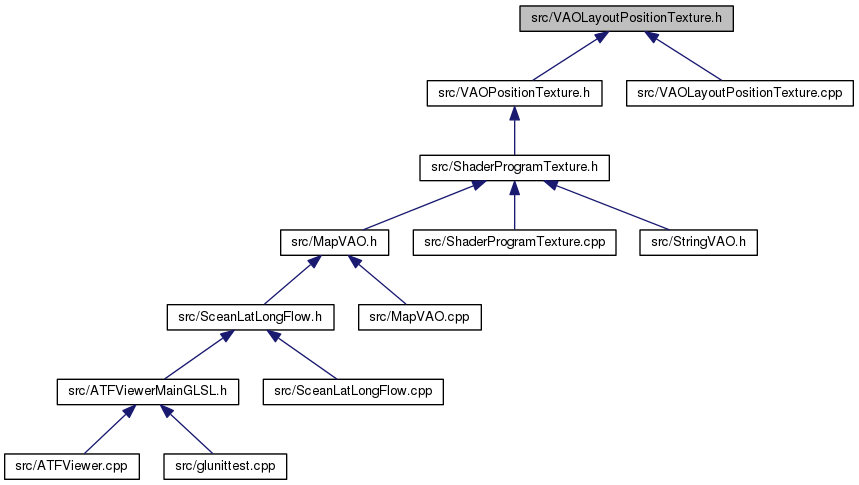 src/VAOLayoutPositionTexture.h
src/VAOPositionTexture.h
src/VAOLayoutPositionTexture.cpp
src/ShaderProgramTexture.h
src/MapVAO.h
src/ShaderProgramTexture.cpp
src/StringVAO.h
src/SceanLatLongFlow.h
src/MapVAO.cpp
src/ATFViewerMainGLSL.h
src/SceanLatLongFlow.cpp
src/ATFViewer.cpp
src/glunittest.cpp